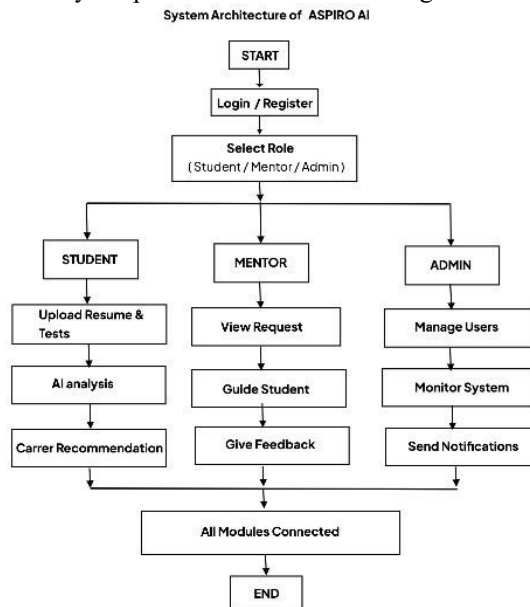 System Architecture of ASPIRO AI
START
Login / Register
Select Role
( Student / Mentor / Admin )
STUDENT
MENTOR
ADMIN
Upload Resume &
Tests
View Request
Manage Users
AI analysis
Guide Student
Monitor System
Carrer Recommendation
Give Feedback
Send Notifications
All Modules Connected
END